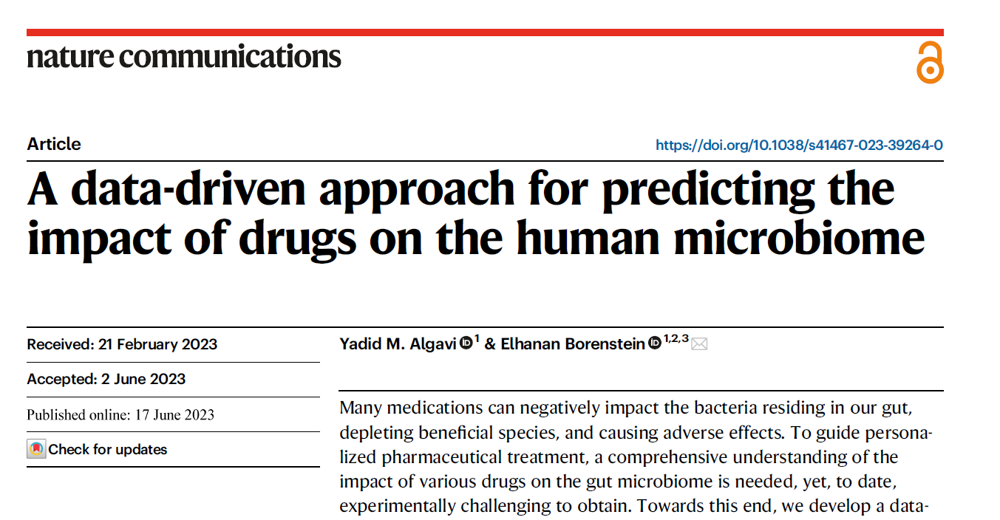 nature communications
Article
https://doi.org/10.1038/s41467-023-39264-0
A data-driven approach for predicting the
impact of drugs on the human microbiome
Received: 21 February 2023
Accepted: 2 June 2023
Published online: 17 June 2023
Check for updates
Yadid M. Algavi iD 1 & Elhanan Borenstein iD 1,2,3
Many medications can negatively impact the bacteria residing in our gut,
depleting beneficial species, and causing adverse effects. To guide persona-
lized pharmaceutical treatment, a comprehensive understanding of the
impact of various drugs on the gut microbiome is needed, yet, to date,
experimentally challenging to obtain. Towards this end, we develop a data-